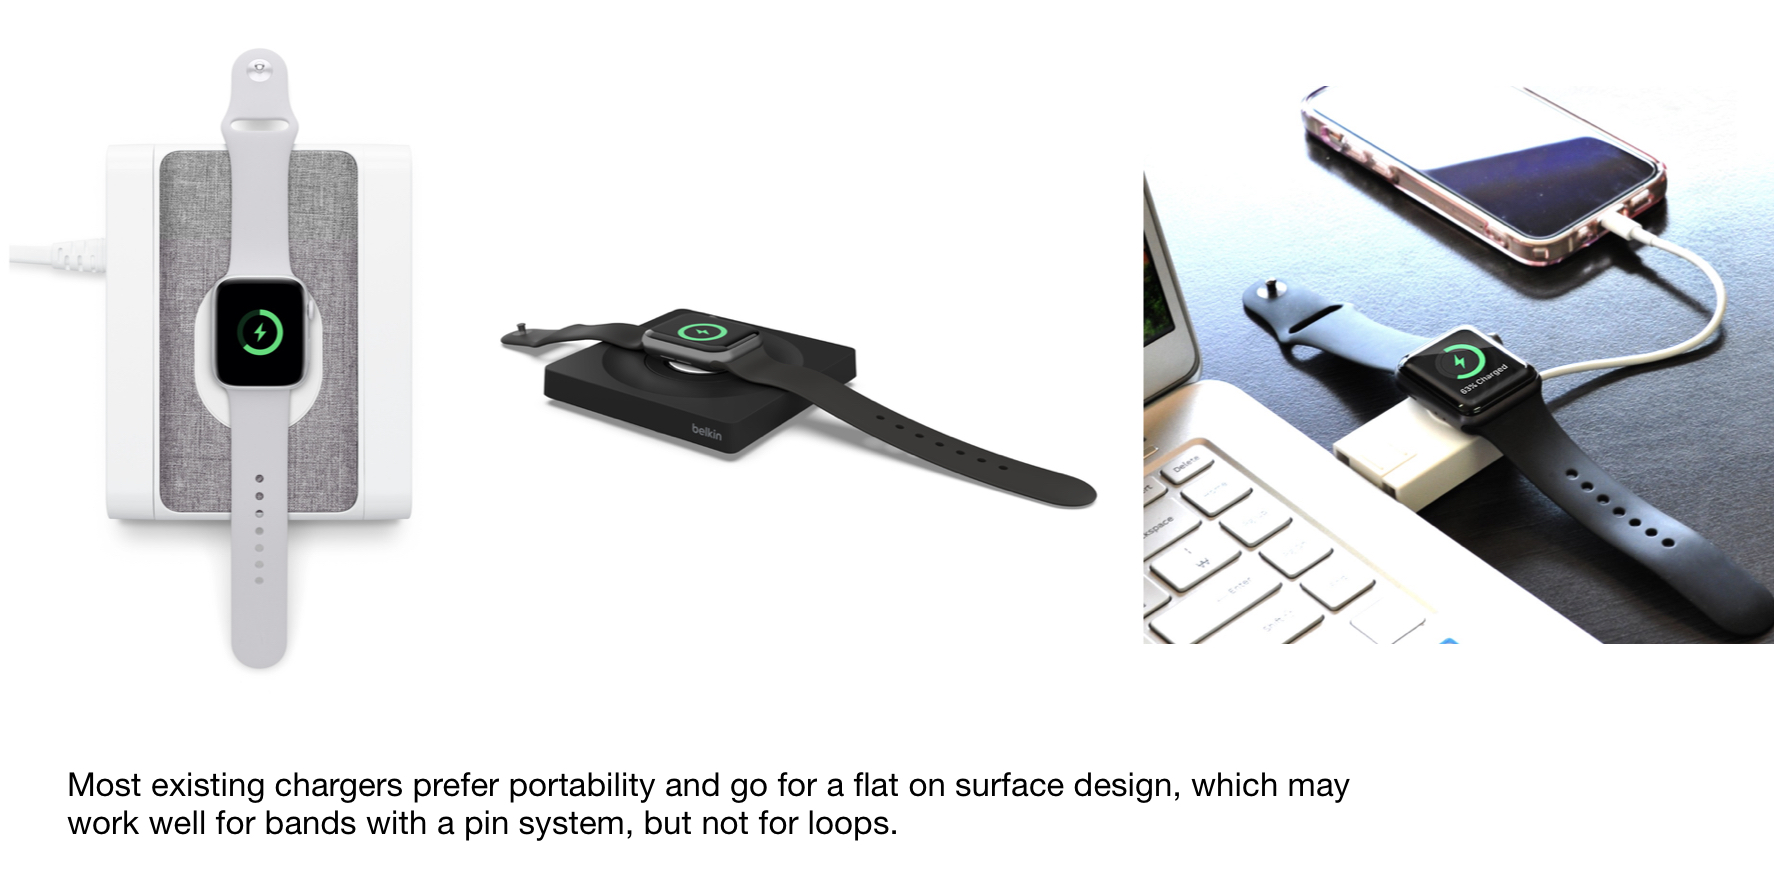 belkin
63% Charged
Delete
Enter
Most existing chargers prefer portability and go for a flat on surface design, which may
work well for bands with a pin system, but not for loops.